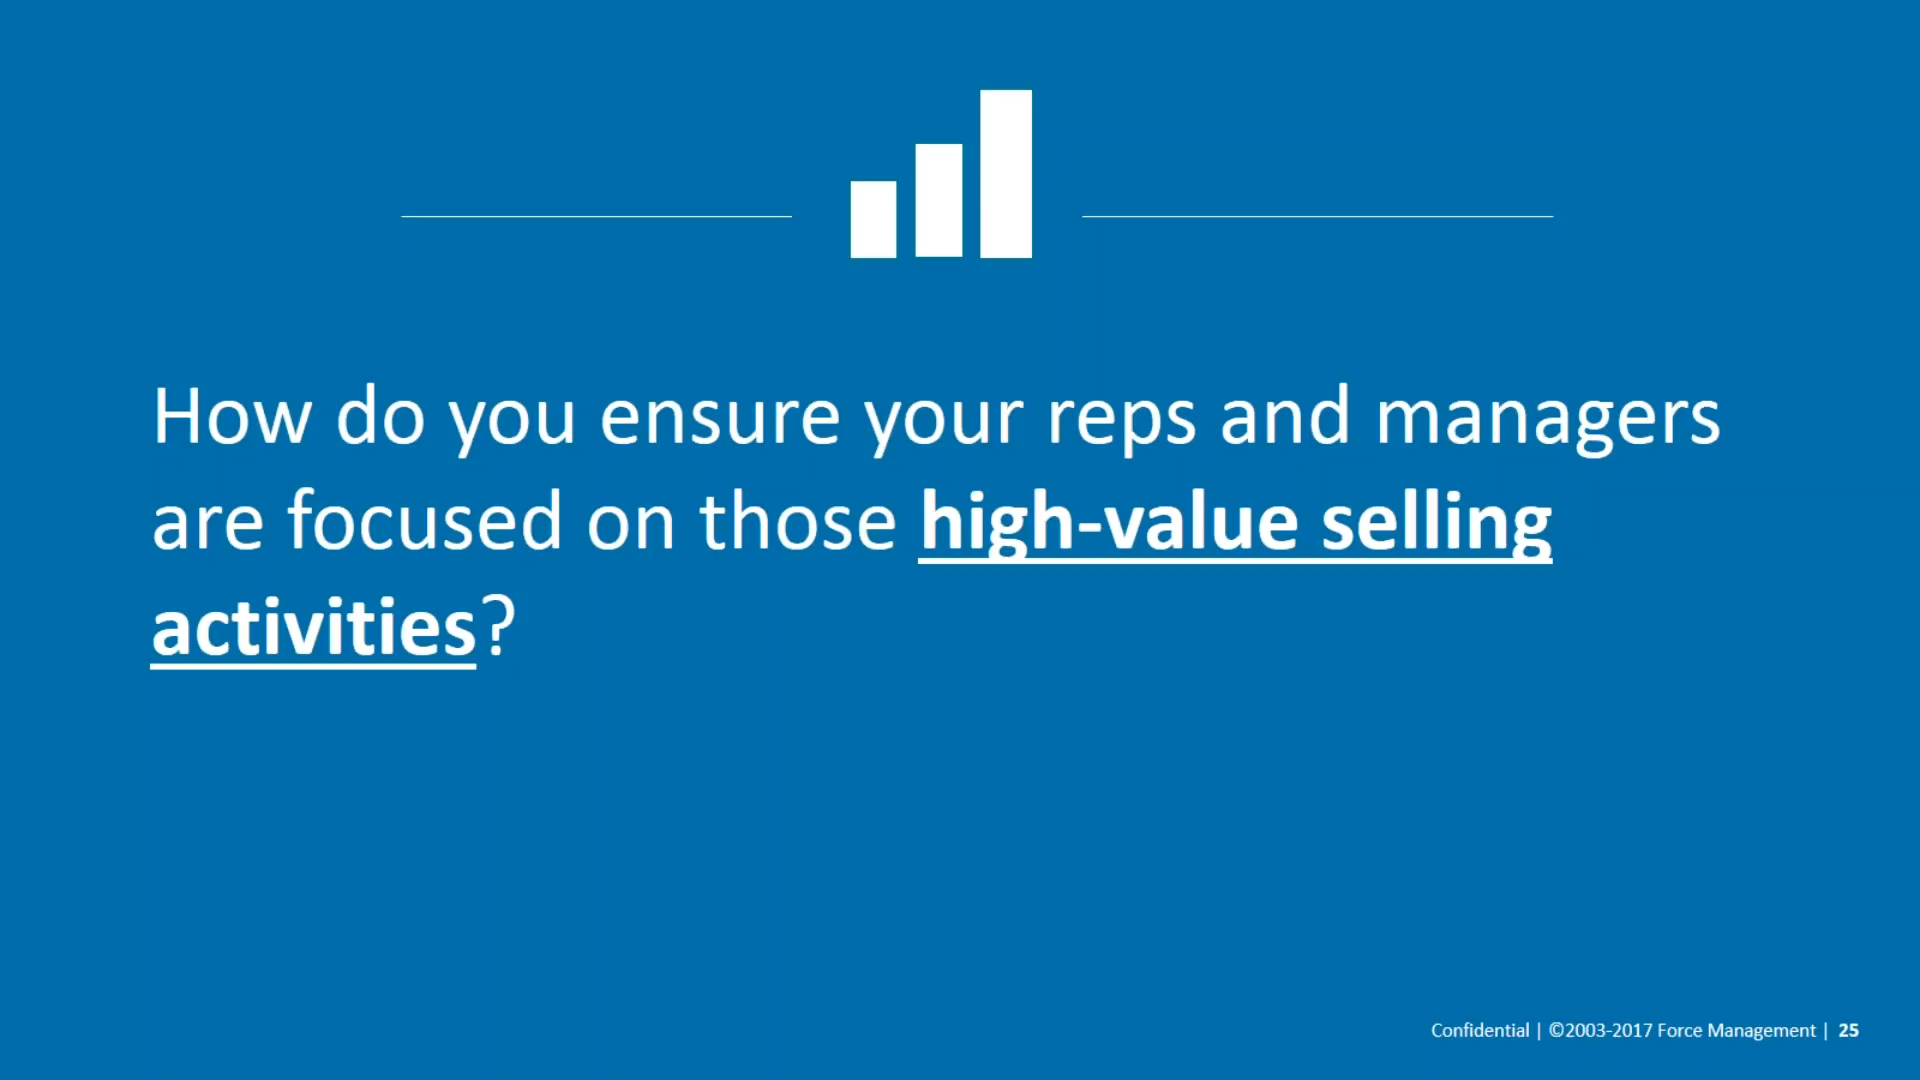 How do you ensure your reps and managers
are focused on those high-value selling
activities?
Confidential | ©2003-2017 Force Management | 25